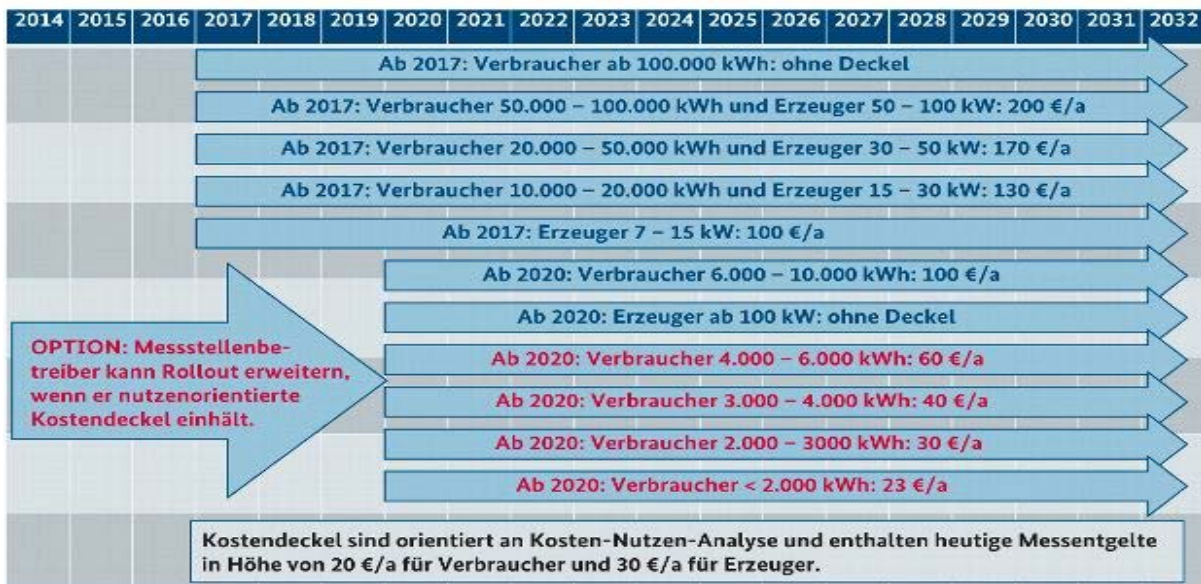 2014 2015 2016 2017 2018 2019 2020 2021 2022 2023 2024 2025 2026 2027 2028 2029 2030 2031 2032
Ab 2017: Verbraucher ab 100.000 kWh: ohne Deckel
Ab 2017: Verbraucher 50.000 – 100.000 kWh und Erzeuger 50 – 100 kW: 200 €/a
Ab 2017: Verbraucher 20.000 – 50.000 kWh und Erzeuger 30 – 50 kW: 170 €/a
Ab 2017: Verbraucher 10.000 – 20.000 kWh und Erzeuger 15 – 30 kW: 130 €/a
Ab 2017: Erzeuger 7 – 15 kW: 100 €/a
Ab 2020: Verbraucher 6.000 – 10.000 kWh: 100 €/a
Ab 2020: Erzeuger ab 100 kW: ohne Deckel
OPTION: Messstellenbe-
treiber kann Rollout erweitern,
wenn er nutzenorientierte
Kostendeckel einhält.
Ab 2020: Verbraucher 4.000 – 6.000 kWh: 60 €/a
Ab 2020: Verbraucher 3.000 – 4.000 kWh: 40 €/a
Ab 2020: Verbraucher 2.000 – 3000 kWh: 30 €/a
Ab 2020: Verbraucher < 2.000 kWh: 23 €/a
Kostendeckel sind orientiert an Kosten-Nutzen-Analyse und enthalten heutige Messentgelte
in Höhe von 20 €/a für Verbraucher und 30 €/a für Erzeuger.